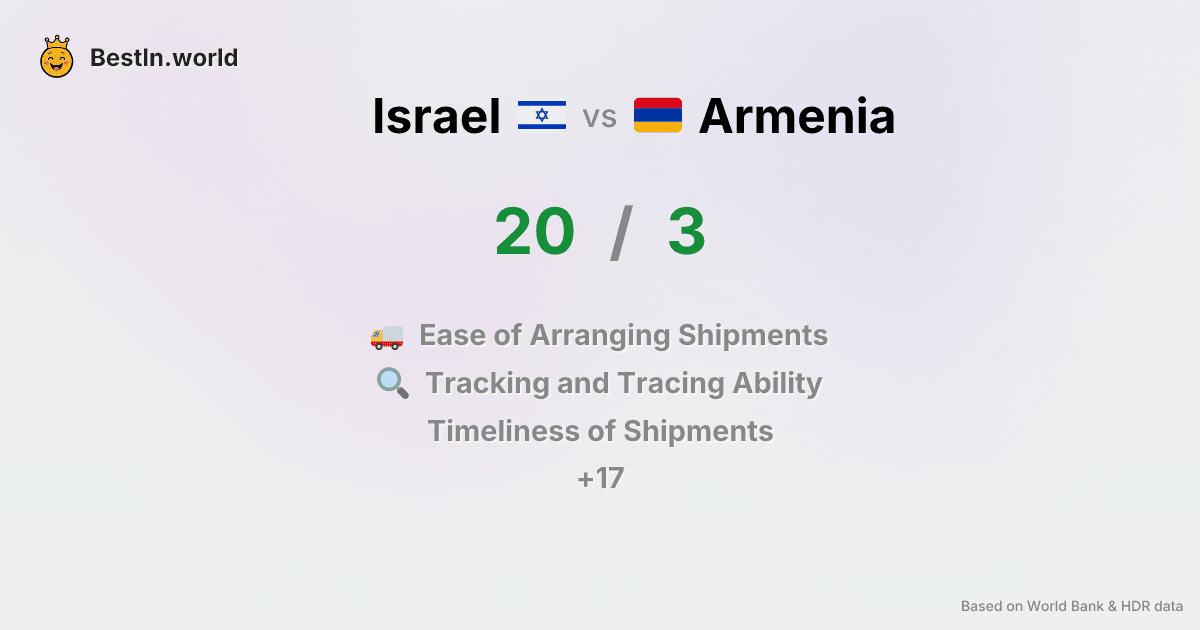 BestIn.world
Israel vs Armenia
20 / 3
Ease of Arranging Shipments
Tracking and Tracing Ability
Timeliness of Shipments
+17
Based on World Bank & HDR data